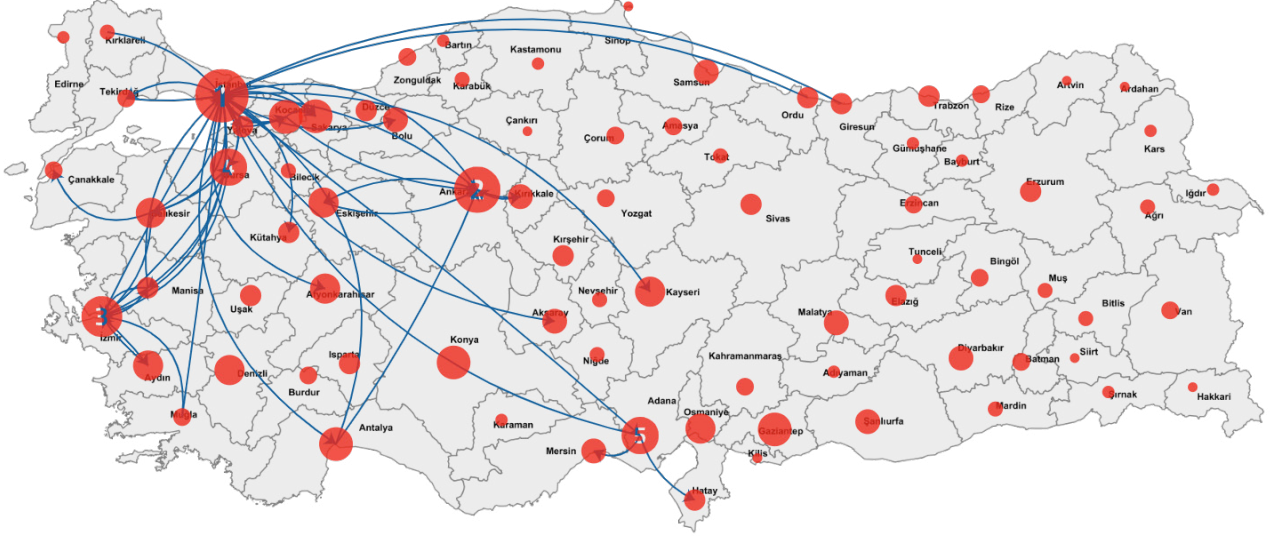 Sinop
Kırklareli
Bartın
Kastamonu
Edirne
Zonguldak
Karabük
Samsun
Artvin
Ardahan
Tekirdağ
İstanbul
Düzce
Ordu
Trabzon
Rize
Kocaeli
Sakarya
Bolu
Çankırı
Amasya
Giresun
Yalova
Çorum
Gümüşhane
Kars
Tokat
Bayburt
Çanakkale
4
Bursa
Bilecik
Ankara
2
Kırıkkale
Erzurum
Iğdır
Balıkesir
Eskişehir
Yozgat
Sivas
Erzincan
Ağrı
Kütahya
Kırşehir
Tunceli
Bingöl
Muş
Manisa
Uşak
Afyonkarahisar
Nevşehir
Kayseri
Elazığ
Bitlis
Van
3
İzmir
Aksaray
Malatya
Konya
Isparta
Niğde
Kahramanmaraş
Diyarbakır
Batman
Siirt
Aydın
Denizli
Burdur
Adıyaman
Şırnak
Hakkari
Adana
Mardin
Muğla
Antalya
Karaman
Osmaniye
Gaziantep
Şanlıurfa
5
Mersin
Kilis
Hatay